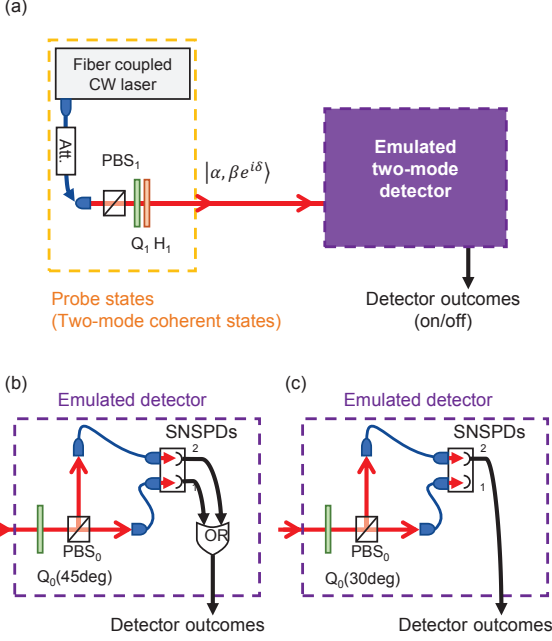 (a)
Fiber coupled
CW laser
Att.
PBS₁
|α, βe^{iδ}⟩
Q₁ H₁
Emulated
two-mode
detector
Probe states
(Two-mode coherent states)
Detector outcomes
(on/off)
(b)
Emulated detector
SNSPDs
2
1
OR
PBS₀
Q₀(45deg)
Detector outcomes
(c)
Emulated detector
SNSPDs
2
1
PBS₀
Q₀(30deg)
Detector outcomes